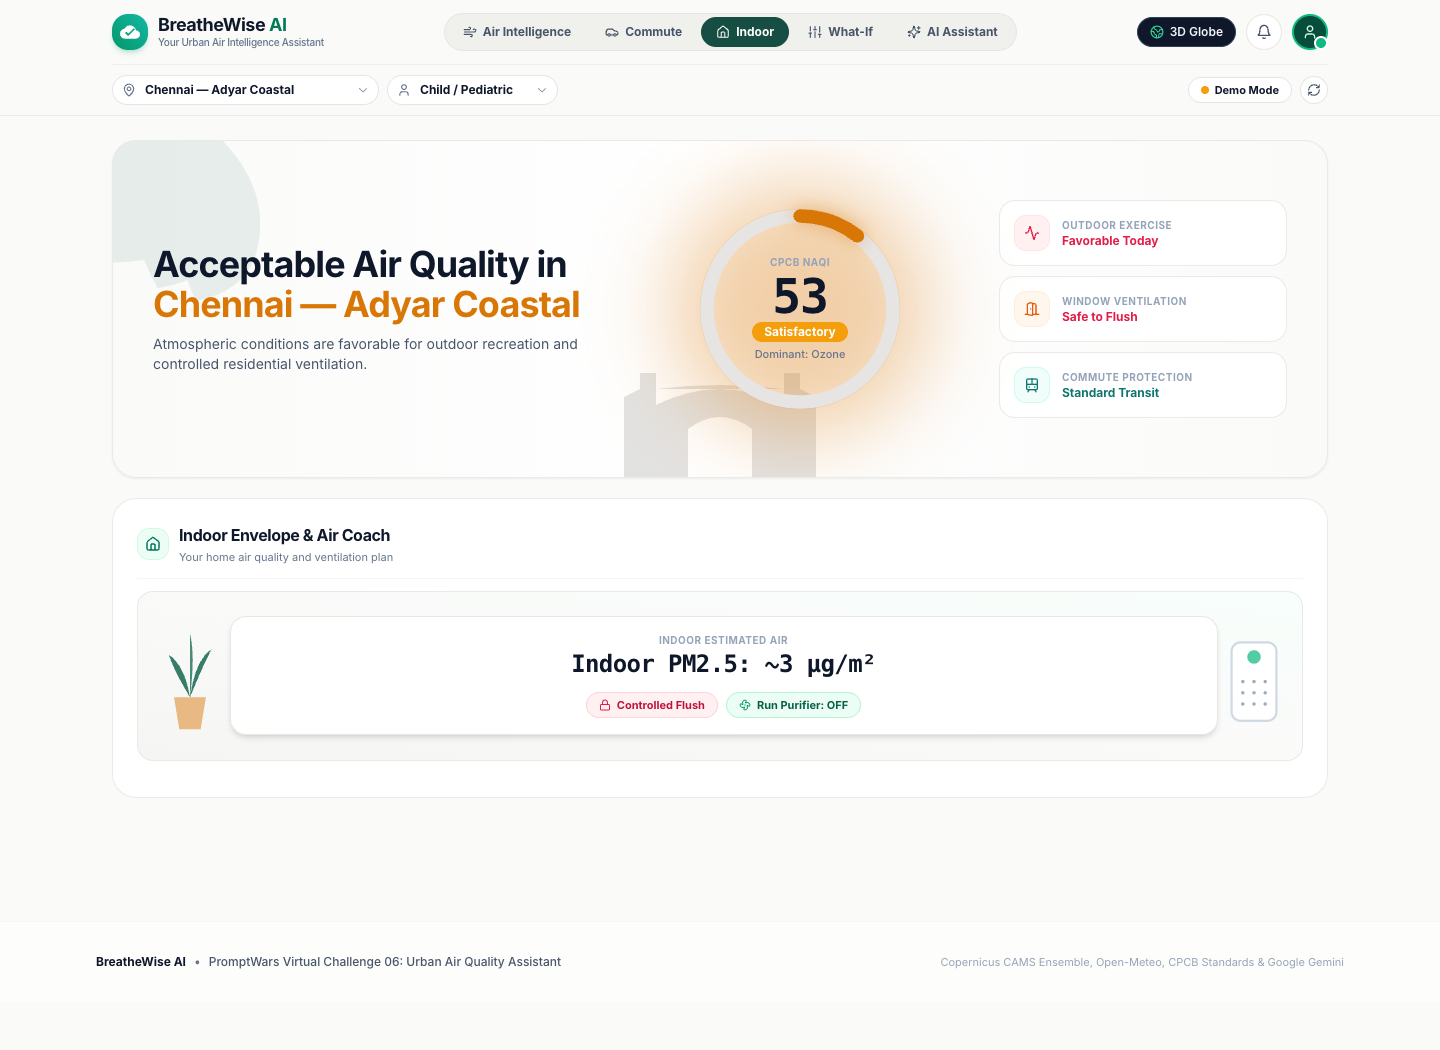 BreatheWise AI
Your Urban Air Intelligence Assistant
Air Intelligence
Commute
Indoor
What-If
AI Assistant
3D Globe
Chennai — Adyar Coastal
Child / Pediatric
Demo Mode
Acceptable Air Quality in
Chennai — Adyar Coastal
Atmospheric conditions are favorable for outdoor recreation and
controlled residential ventilation.
CPCB NAQI
53
Satisfactory
Dominant: Ozone
OUTDOOR EXERCISE
Favorable Today
WINDOW VENTILATION
Safe to Flush
COMMUTE PROTECTION
Standard Transit
Indoor Envelope & Air Coach
Your home air quality and ventilation plan
INDOOR ESTIMATED AIR
Indoor PM2.5: ~3 µg/m²
Controlled Flush
Run Purifier: OFF
BreatheWise AI • PromptWars Virtual Challenge 06: Urban Air Quality Assistant
Copernicus CAMS Ensemble, Open-Meteo, CPCB Standards & Google Gemini